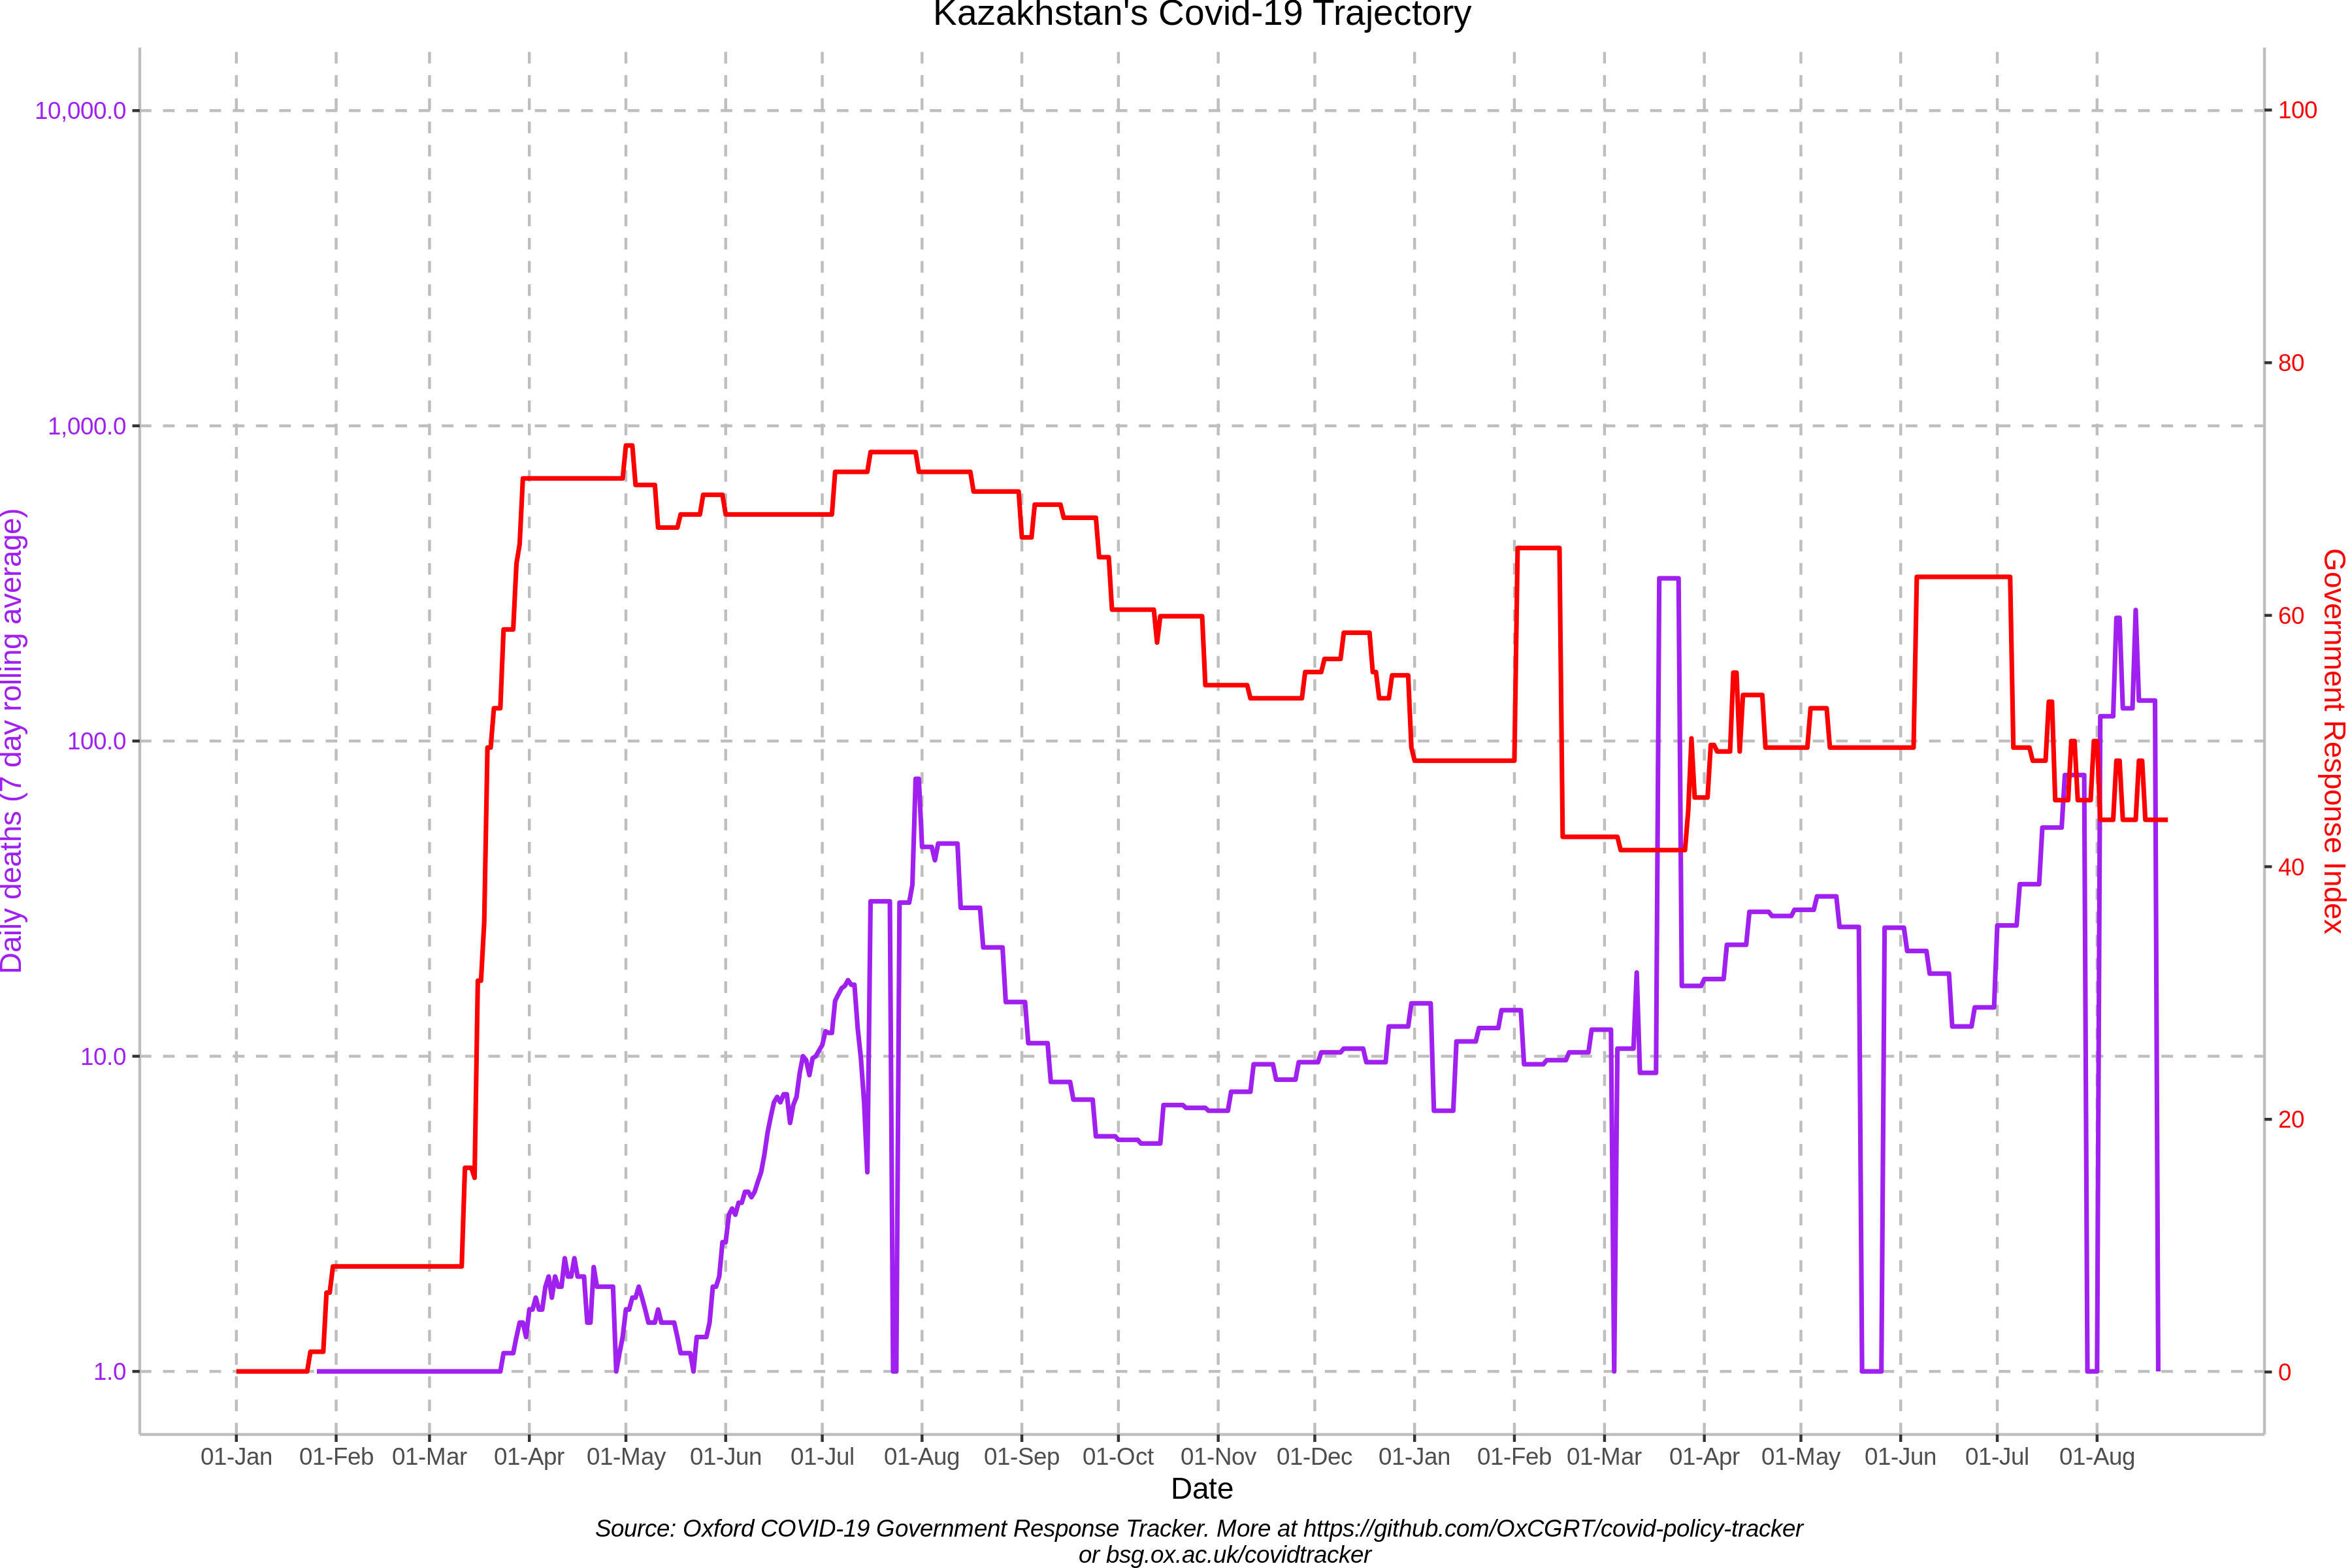 Kazakhstan's Covid-19 Trajectory
10,000.0
1,000.0
100.0
10.0
1.0
Daily deaths (7 day rolling average)
100
80
60
40
20
0
Government Response Index
01-Jan 01-Feb 01-Mar 01-Apr 01-May 01-Jun 01-Jul 01-Aug 01-Sep 01-Oct 01-Nov 01-Dec 01-Jan 01-Feb 01-Mar 01-Apr 01-May 01-Jun 01-Jul 01-Aug
Date
Source: Oxford COVID-19 Government Response Tracker. More at https://github.com/OxCGRT/covid-policy-tracker
or bsg.ox.ac.uk/covidtracker